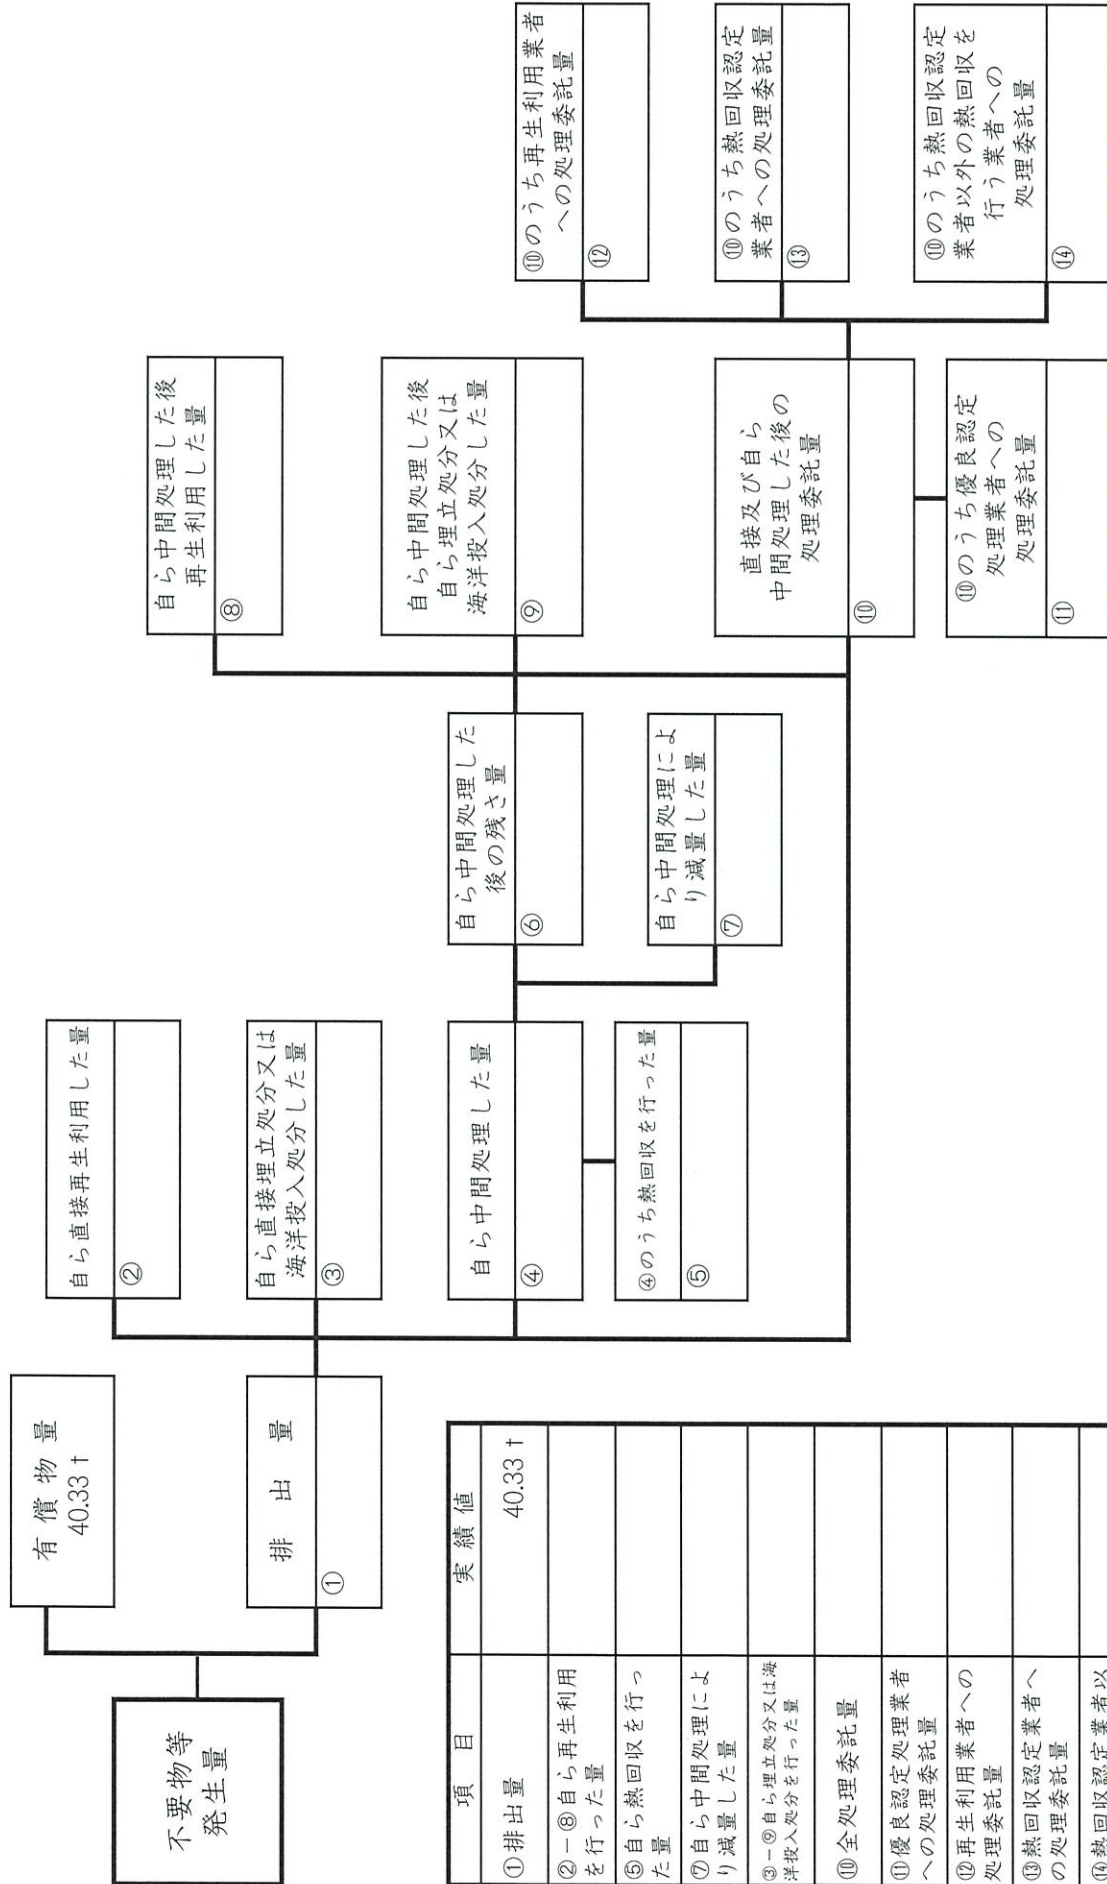 不要物等
発生量
有償物量
40.33 t
排出量
①
自ら直接再生利用した量
②
自ら直接埋立処分又は
海洋投入処分した量
③
自ら中間処理した量
④
④のうち熱回収を行った量
⑤
自ら中間処理した
後の残さ量
⑥
自ら中間処理によ
り減量した量
⑦
自ら中間処理した後
再生利用した量
⑧
自ら中間処理した後
自ら埋立処分又は
海洋投入処分した量
⑨
直接及び自ら
中間処理した後の
処理委託量
⑩
⑩のうち優良認定
処理業者への
処理委託量
⑪
⑩のうち再生利用業者
への処理委託量
⑫
⑩のうち熱回収認定
業者への処理委託量
⑬
⑩のうち熱回収認定
業者以外の熱回収を
行う業者への
処理委託量
⑭
項目 実績値
①排出量 40.33 t
②-⑧自ら再生利用
を行った量
⑤自ら熱回収を行っ
た量
⑦自ら中間処理によ
り減量した量
③-⑨自ら埋立処分又は海
洋投入処分を行った量
⑩全処理委託量
⑪優良認定処理業者
への処理委託量
⑫再生利用業者への
処理委託量
⑬熱回収認定業者へ
の処理委託量
⑭熱回収認定業者以